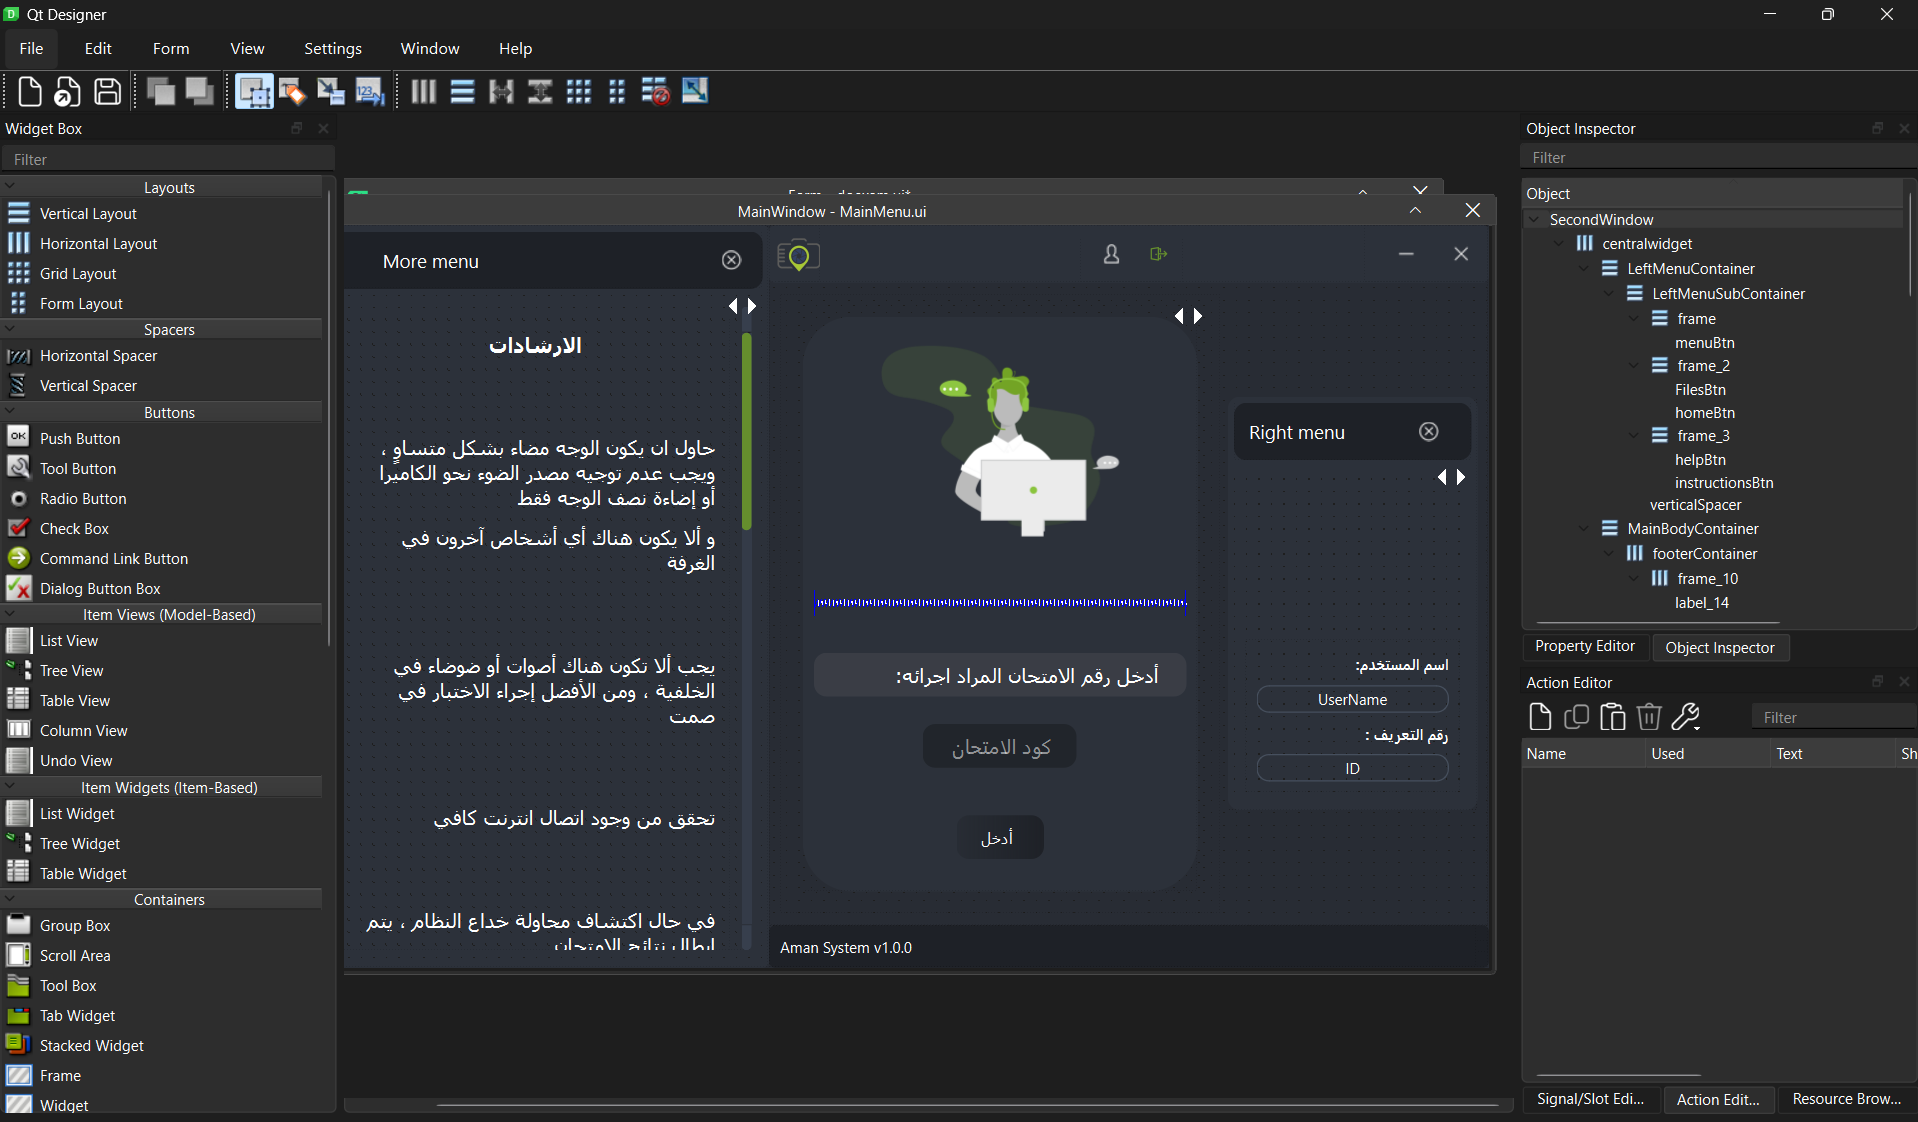 Qt Designer
File Edit Form View Settings Window Help
Widget Box
Filter
Layouts
Vertical Layout
Horizontal Layout
Grid Layout
Form Layout
Spacers
Horizontal Spacer
Vertical Spacer
Buttons
Push Button
Tool Button
Radio Button
Check Box
Command Link Button
Dialog Button Box
Item Views (Model-Based)
List View
Tree View
Table View
Column View
Undo View
Item Widgets (Item-Based)
List Widget
Tree Widget
Table Widget
Containers
Group Box
Scroll Area
Tool Box
Tab Widget
Stacked Widget
Frame
Widget
MainWindow - MainMenu.ui
More menu
الارشادات
حاول ان يكون الوجه مضاء بشكل متساوٍ ،
ويجب عدم توجيه مصدر الضوء نحو الكاميرا
أو إضاءة نصف الوجه فقط
و ألا يكون هناك أي أشخاص آخرون في
الغرفة
يجب ألا تكون هناك أصوات أو ضوضاء في
الخلفية ، ومن الأفضل إجراء الاختبار في
صمت
تحقق من وجود اتصال انترنت كافي
في حال اكتشاف محاولة خداع النظام ، يتم
ابطال نتائج الامتحان
أدخل رقم الامتحان المراد اجرائه:
كود الامتحان
أدخل
Right menu
اسم المستخدم:
UserName
رقم التعريف :
ID
Aman System v1.0.0
Object Inspector
Filter
Object
SecondWindow
centralwidget
LeftMenuContainer
LeftMenuSubContainer
frame
menuBtn
frame_2
FilesBtn
homeBtn
frame_3
helpBtn
instructionsBtn
verticalSpacer
MainBodyContainer
footerContainer
frame_10
label_14
Property Editor Object Inspector
Action Editor
Filter
Name Used Text Sh
Signal/Slot Edi... Action Edit... Resource Brow...